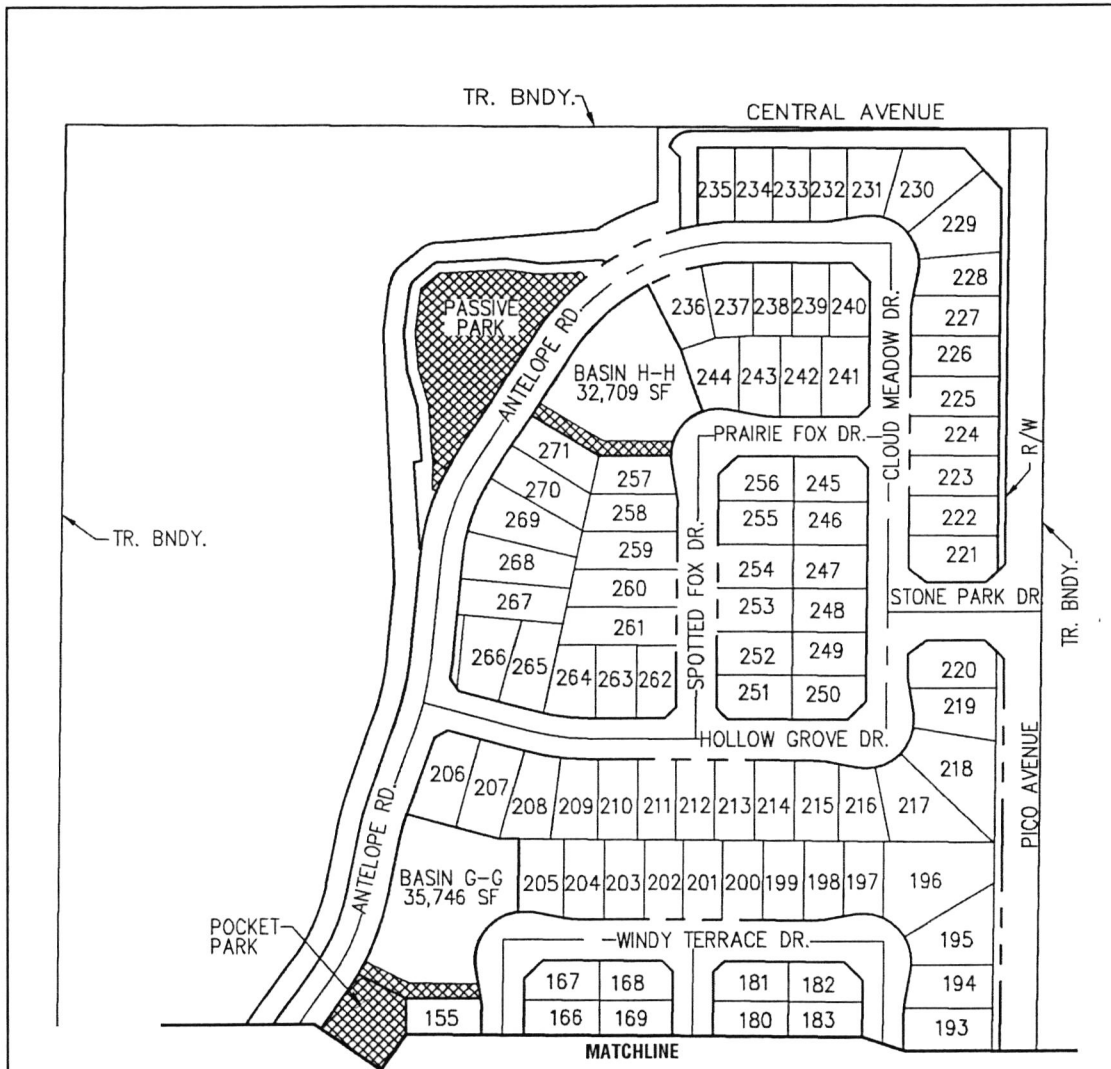 TR. BNDY.
CENTRAL AVENUE
235 234 233 232 231 230
229
228
227
226
225
224
223
222
221
PASSIVE
PARK
ANTELOPE RD.
236 237 238 239 240
BASIN H-H
32,709 SF
244 243 242 241
CLOUD MEADOW DR.
R/W
PRAIRIE FOX DR.
271
270
269
268
267
266 265 264 263 262
257
258
259
260
261
SPOTTED FOX DR.
256 245
255 246
254 247
253 248
252 249
251 250
TR. BNDY.
STONE PARK DR.
TR. BNDY.
220
219
218
HOLLOW GROVE DR.
PICO AVENUE
206 207 208 209 210 211 212 213 214 215 216 217
ANTELOPE RD.
BASIN G-G
35,746 SF
205 204 203 202 201 200 199 198 197 196
195
194
193
POCKET
PARK
WINDY TERRACE DR.
167 168 181 182
155 166 169 180 183
MATCHLINE